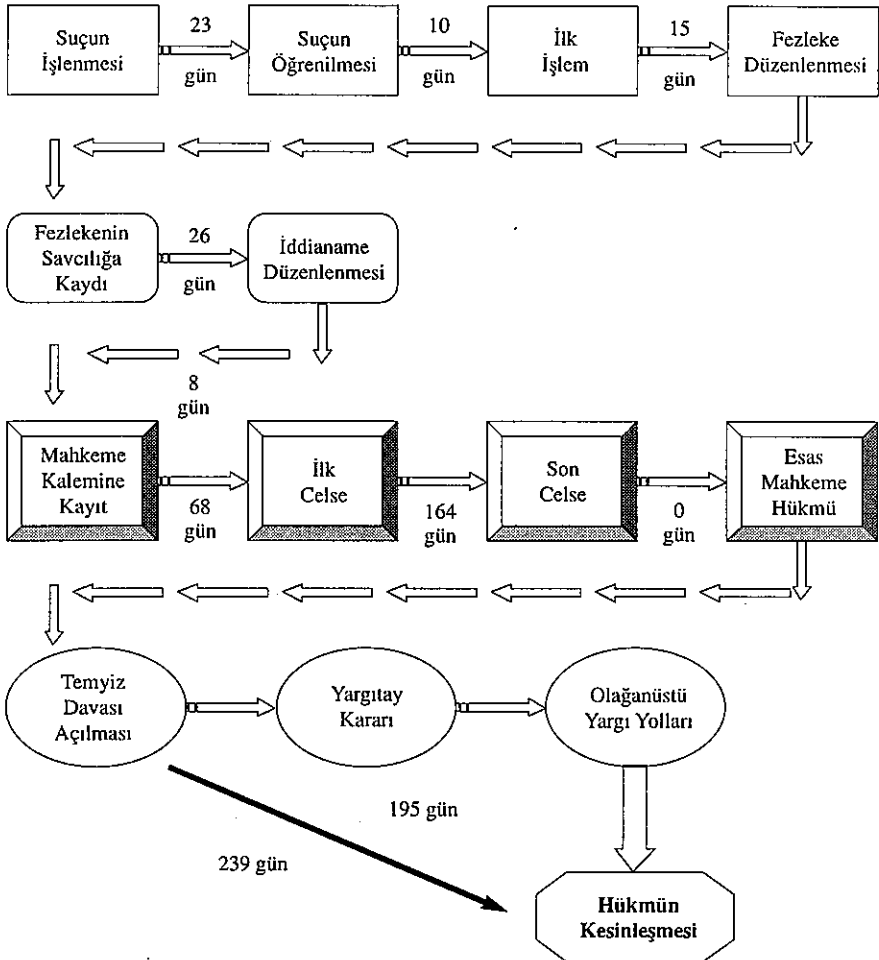 Suçun
İşlenmesi
23
gün
Suçun
Öğrenilmesi
10
gün
İlk
İşlem
15
gün
Fezleke
Düzenlenmesi
Fezlekenin
Savcılığa
Kaydı
26
gün
İddianame
Düzenlenmesi
8
gün
Mahkeme
Kalemine
Kayıt
68
gün
İlk
Celse
164
gün
Son
Celse
0
gün
Esas
Mahkeme
Hükmü
Temyiz
Davası
Açılması
Yargıtay
Kararı
Olağanüstü
Yargı Yolları
195 gün
239 gün
Hükmün
Kesinleşmesi